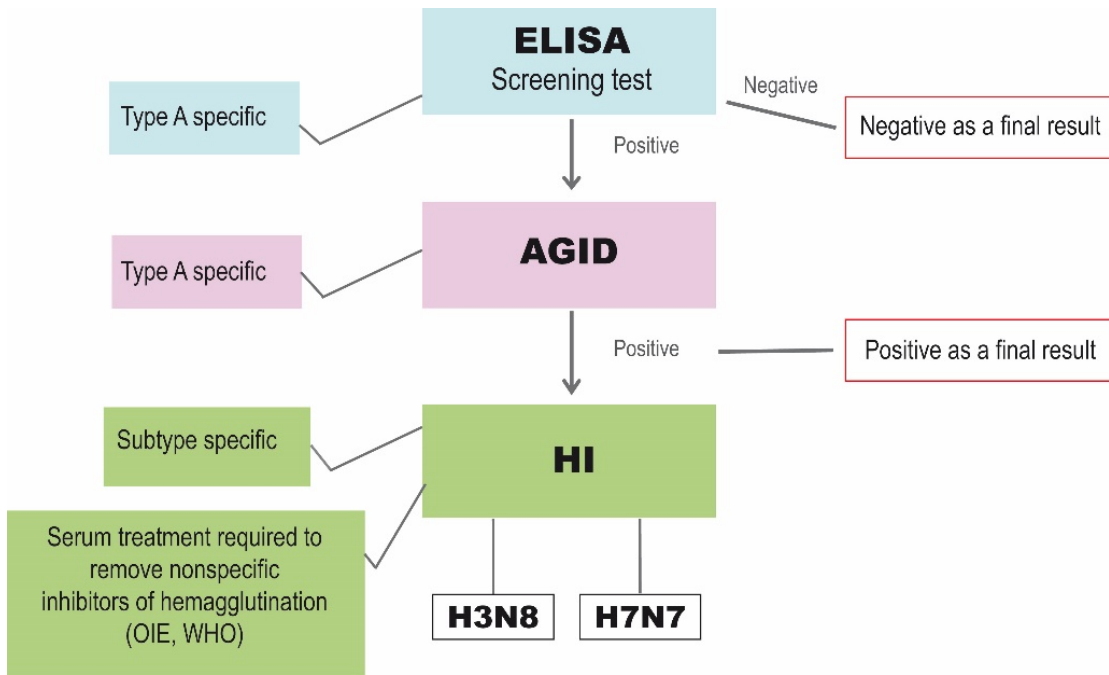 ELISA
Screening test
Type A specific
Negative
Negative as a final result
Positive
AGID
Type A specific
Positive
Positive as a final result
HI
Subtype specific
Serum treatment required to
remove nonspecific
inhibitors of hemagglutination
(OIE, WHO)
H3N8
H7N7